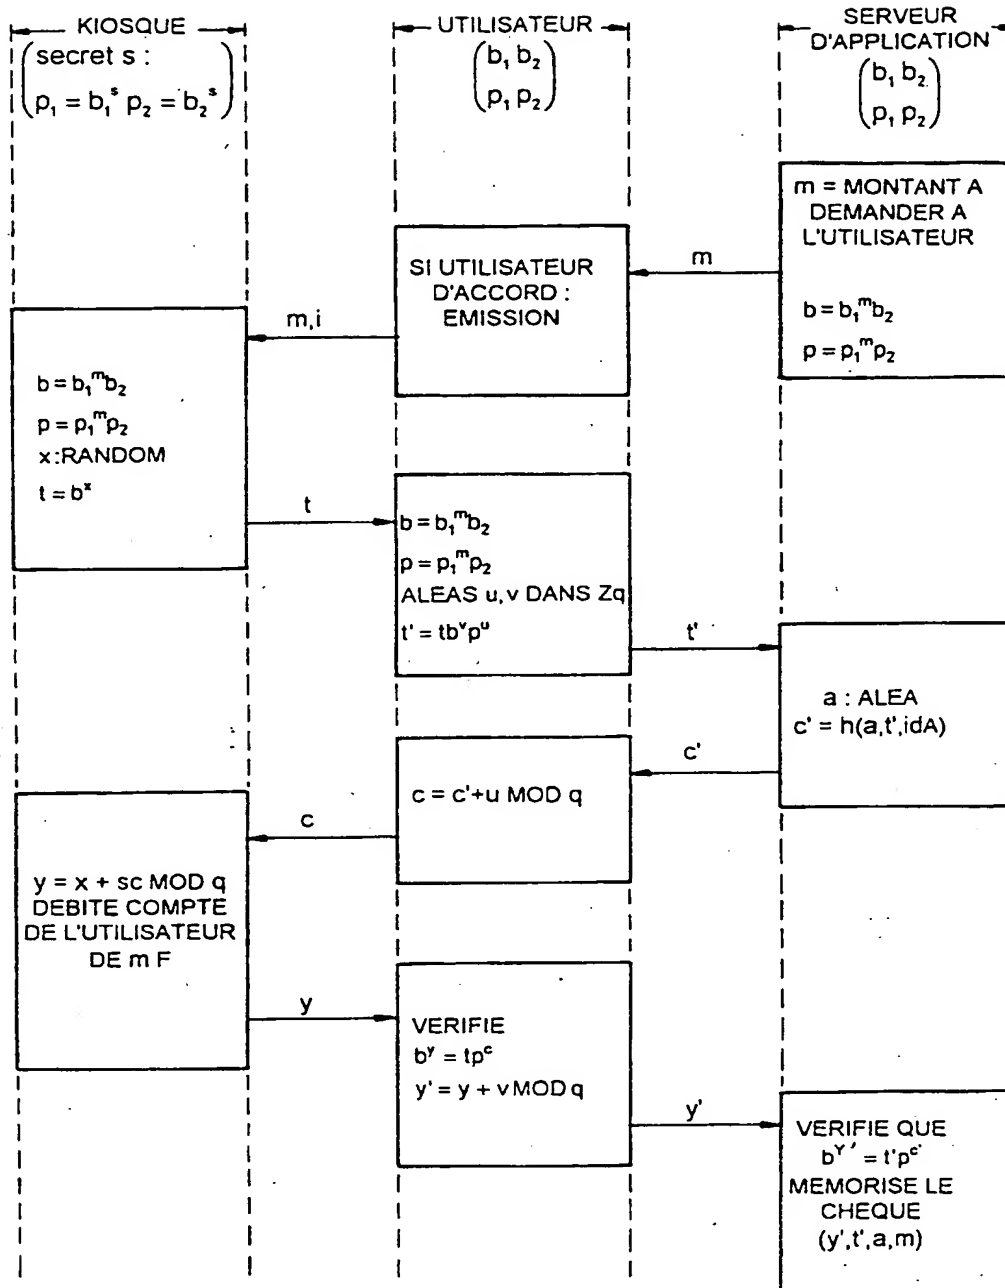 KIOSQUE
secret s :
p₁ = b₁ˢ p₂ = b₂ˢ
UTILISATEUR
b₁ b₂
p₁ p₂
SERVEUR
D'APPLICATION
b₁ b₂
p₁ p₂
m = MONTANT A
DEMANDER A
L'UTILISATEUR
b = b₁ᵐb₂
p = p₁ᵐp₂
m
SI UTILISATEUR
D'ACCORD :
EMISSION
m,i
b = b₁ᵐb₂
p = p₁ᵐp₂
x:RANDOM
t = bˣ
t
b = b₁ᵐb₂
p = p₁ᵐp₂
ALEAS u,v DANS Zq
t' = tbᵛpᵘ
t'
a : ALEA
c' = h(a,t',idA)
c'
c = c'+u MOD q
c
y = x + sc MOD q
DEBITE COMPTE
DE L'UTILISATEUR
DE m F
y
VERIFIE
bʸ = tpᶜ
y' = y + v MOD q
y'
VERIFIE QUE
b^Y' = t'p^c'
MEMORISE LE
CHEQUE
(y',t',a,m)